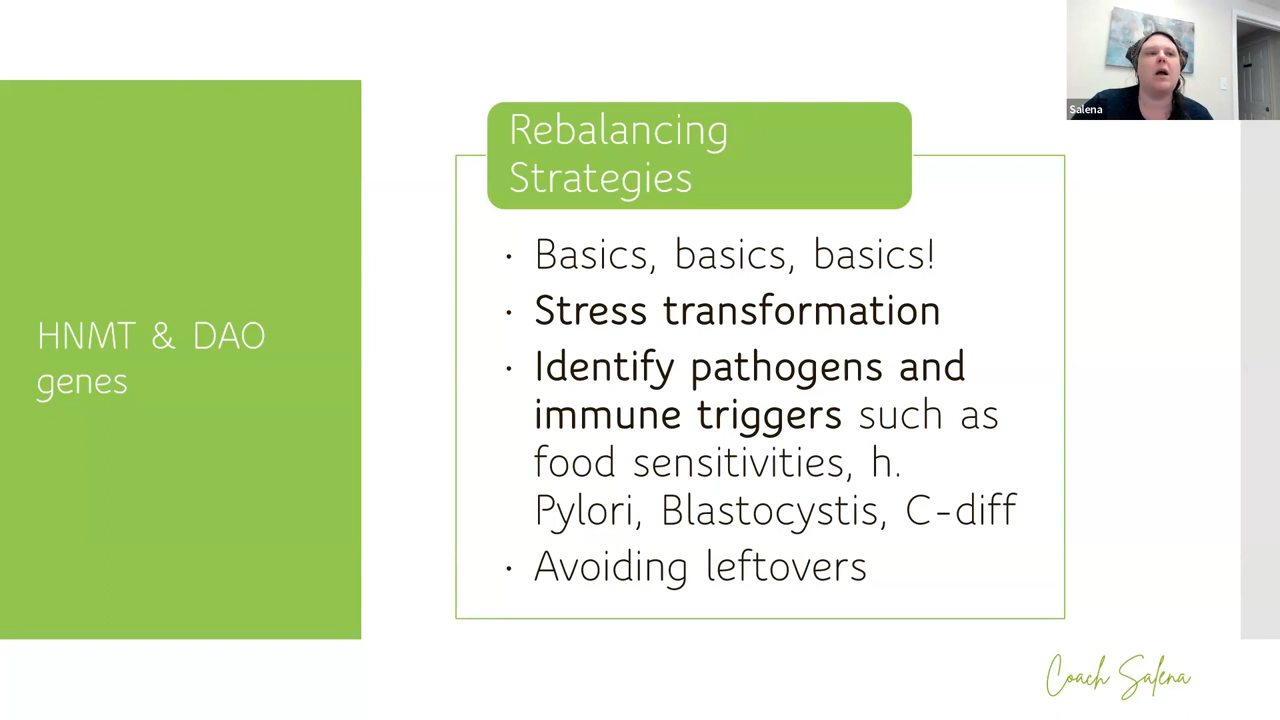 Salena
HNMT & DAO
genes
Rebalancing
Strategies
· Basics, basics, basics!
· Stress transformation
· Identify pathogens and
immune triggers such as
food sensitivities, h.
Pylori, Blastocystis, C-diff
· Avoiding leftovers
Coach Salena